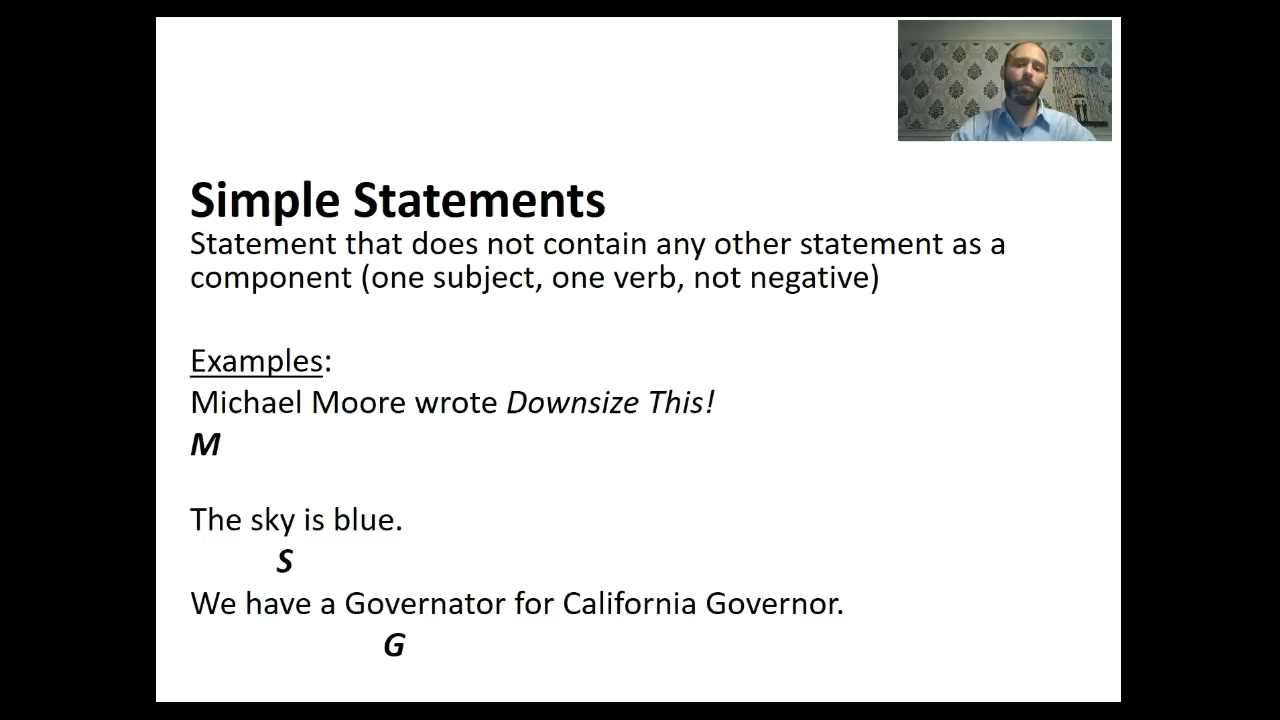 Simple Statements
Statement that does not contain any other statement as a
component (one subject, one verb, not negative)
Examples:
Michael Moore wrote Downsize This!
M
The sky is blue.
S
We have a Governator for California Governor.
G